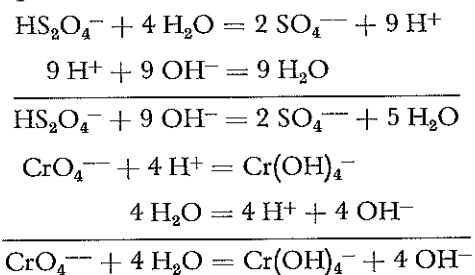 HS₂O₄⁻ + 4 H₂O = 2 SO₄⁻⁻ + 9 H⁺
9 H⁺ + 9 OH⁻ = 9 H₂O
HS₂O₄⁻ + 9 OH⁻ = 2 SO₄⁻⁻ + 5 H₂O
CrO₄⁻⁻ + 4 H⁺ = Cr(OH)₄⁻
4 H₂O = 4 H⁺ + 4 OH⁻
CrO₄⁻⁻ + 4 H₂O = Cr(OH)₄⁻ + 4 OH⁻